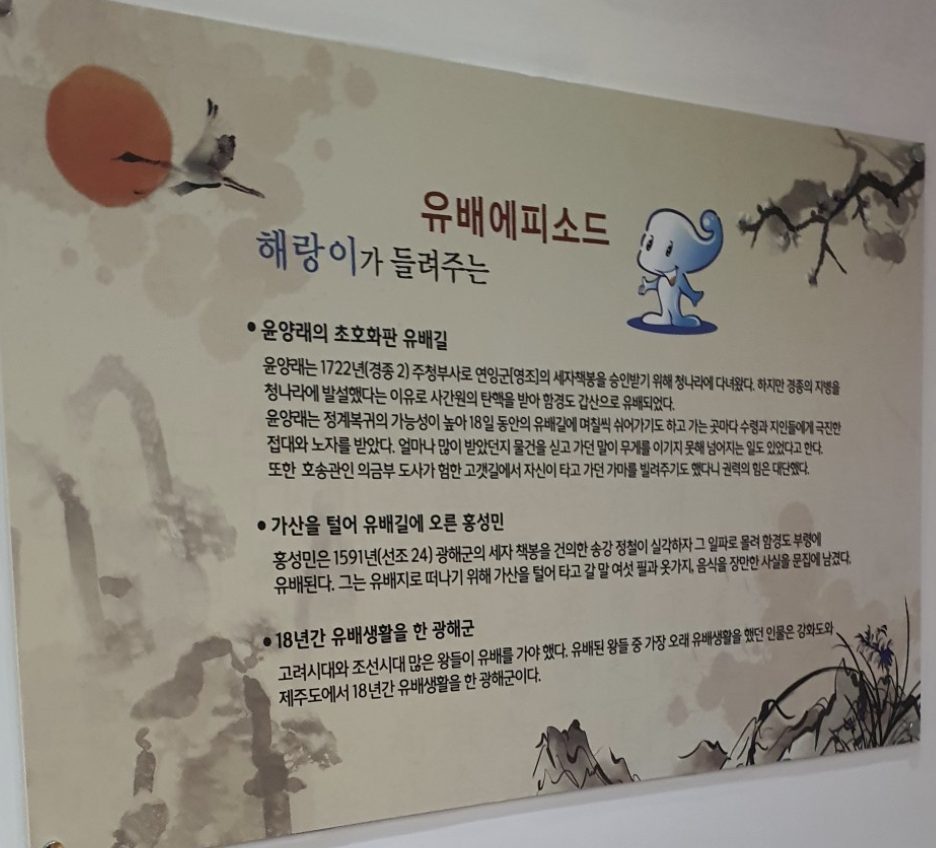 유배에피소드
해랑이가 들려주는
• 윤양래의 초호화판 유배길
윤양래는 1722년(경종 2) 주청부사로 연잉군(영조)의 세자책봉을 승인받기 위해 청나라에 다녀왔다. 하지만 경종의 지병을
청나라에 발설했다는 이유로 사간원의 탄핵을 받아 함경도 갑산으로 유배되었다.
윤양래는 정계복귀의 가능성이 높아 18일 동안의 유배길에 며칠씩 쉬어가기도 하고 가는 곳마다 수령과 지인들에게 극진한
접대와 노자를 받았다. 얼마나 많이 받았던지 물건을 싣고 가던 말이 무게를 이기지 못해 넘어지는 일도 있었다고 한다.
또한 호송관인 의금부 도사가 험한 고갯길에서 자신이 타고 가던 가마를 빌려주기도 했다니 권력의 힘은 대단했다.
• 가산을 털어 유배길에 오른 홍성민
홍성민은 1591년(선조 24) 광해군의 세자 책봉을 건의한 송강 정철이 실각하자 그 일파로 몰려 함경도 부령에
유배된다. 그는 유배지로 떠나기 위해 가산을 털어 타고 갈 말 여섯 필과 옷가지, 음식을 장만한 사실을 문집에 남겼다.
• 18년간 유배생활을 한 광해군
고려시대와 조선시대 많은 왕들이 유배를 가야 했다. 유배된 왕들 중 가장 오래 유배생활을 했던 인물은 강화도와
제주도에서 18년간 유배생활을 한 광해군이다.